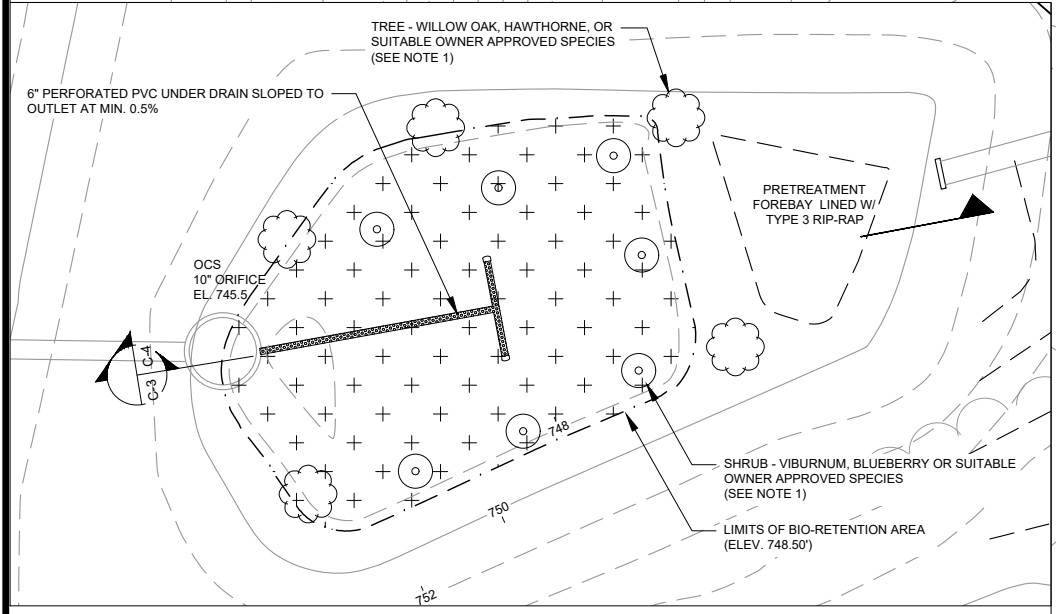 TREE - WILLOW OAK, HAWTHORNE, OR
SUITABLE OWNER APPROVED SPECIES
(SEE NOTE 1)
6" PERFORATED PVC UNDER DRAIN SLOPED TO
OUTLET AT MIN. 0.5%
PRETREATMENT
FOREBAY LINED W/
TYPE 3 RIP-RAP
OCS
10" ORIFICE
EL. 745.5
C-4
C-3
748
SHRUB - VIBURNUM, BLUEBERRY OR SUITABLE
OWNER APPROVED SPECIES
(SEE NOTE 1)
750
LIMITS OF BIO-RETENTION AREA
(ELEV. 748.50')
752